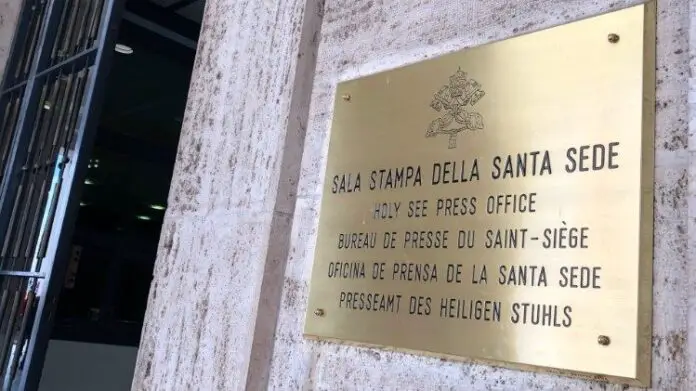 SALA STAMPA DELLA SANTA SEDE
HOLY SEE PRESS OFFICE
BUREAU DE PRESSE DU SAINT-SIÈGE
OFICINA DE PRENSA DE LA SANTA SEDE
PRESSEAMT DES HEILIGEN STUHLS